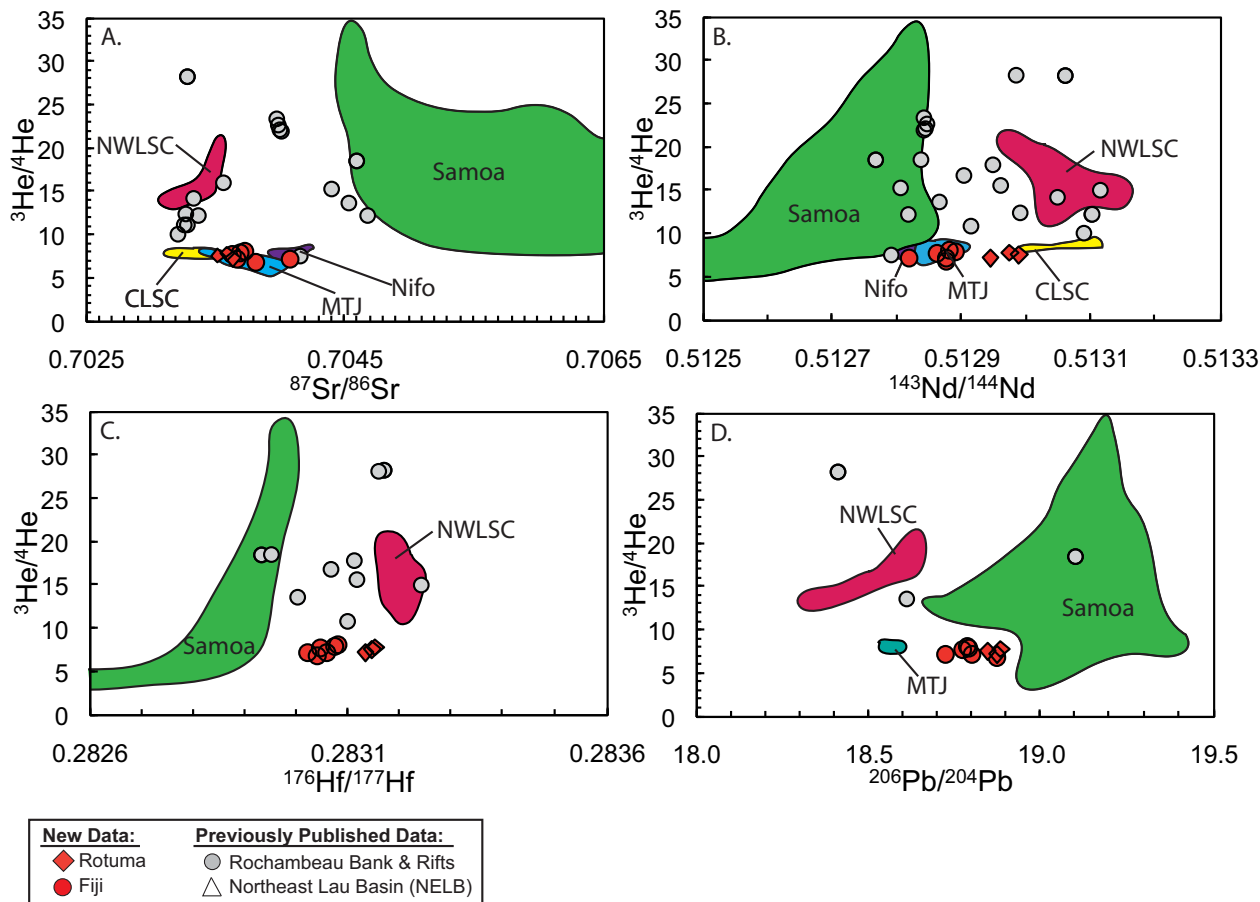 A.
35
30
25
20
15
10
5
0
³He/⁴He
NWLSC
Samoa
CLSC
MTJ
Nifo
0.7025
0.7045
0.7065
⁸⁷Sr/⁸⁶Sr
B.
35
30
25
20
15
10
5
0
³He/⁴He
NWLSC
Samoa
Nifo
MTJ
CLSC
0.5125
0.5127
0.5129
0.5131
0.5133
¹⁴³Nd/¹⁴⁴Nd
C.
35
30
25
20
15
10
5
0
³He/⁴He
NWLSC
Samoa
0.2826
0.2831
0.2836
¹⁷⁶Hf/¹⁷⁷Hf
D.
35
30
25
20
15
10
5
0
³He/⁴He
NWLSC
Samoa
MTJ
18.0
18.5
19.0
19.5
²⁰⁶Pb/²⁰⁴Pb
New Data:
Rotuma
Fiji
Previously Published Data:
Rochambeau Bank & Rifts
Northeast Lau Basin (NELB)